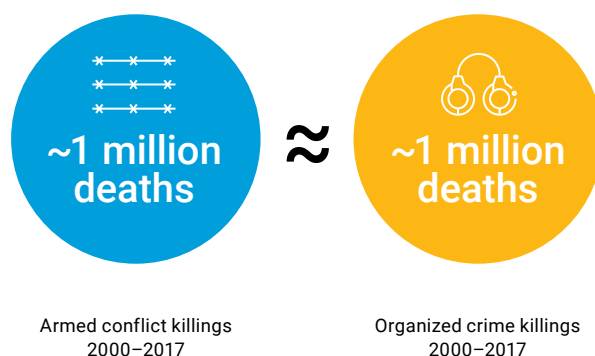 ~1 million
deaths
≈
~1 million
deaths
Armed conflict killings
2000–2017
Organized crime killings
2000–2017